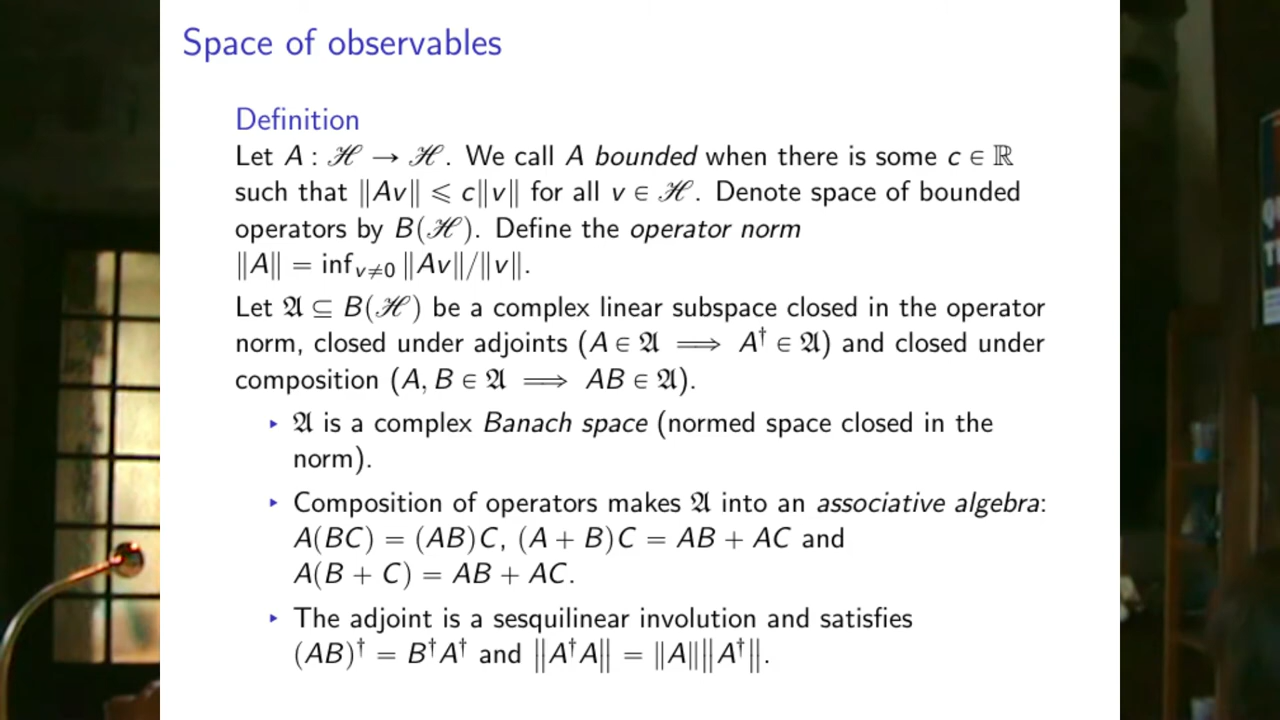 Space of observables
Definition
Let A : ℋ → ℋ. We call A bounded when there is some c ∈ ℝ
such that ‖Av‖ ⩽ c‖v‖ for all v ∈ ℋ. Denote space of bounded
operators by B(ℋ). Define the operator norm
‖A‖ = inf_{v≠0} ‖Av‖/‖v‖.
Let 𝔄 ⊆ B(ℋ) be a complex linear subspace closed in the operator
norm, closed under adjoints (A ∈ 𝔄 ⟹ A† ∈ 𝔄) and closed under
composition (A, B ∈ 𝔄 ⟹ AB ∈ 𝔄).
▸ 𝔄 is a complex Banach space (normed space closed in the
norm).
▸ Composition of operators makes 𝔄 into an associative algebra:
A(BC) = (AB)C, (A + B)C = AB + AC and
A(B + C) = AB + AC.
▸ The adjoint is a sesquilinear involution and satisfies
(AB)† = B†A† and ‖A†A‖ = ‖A‖‖A†‖.